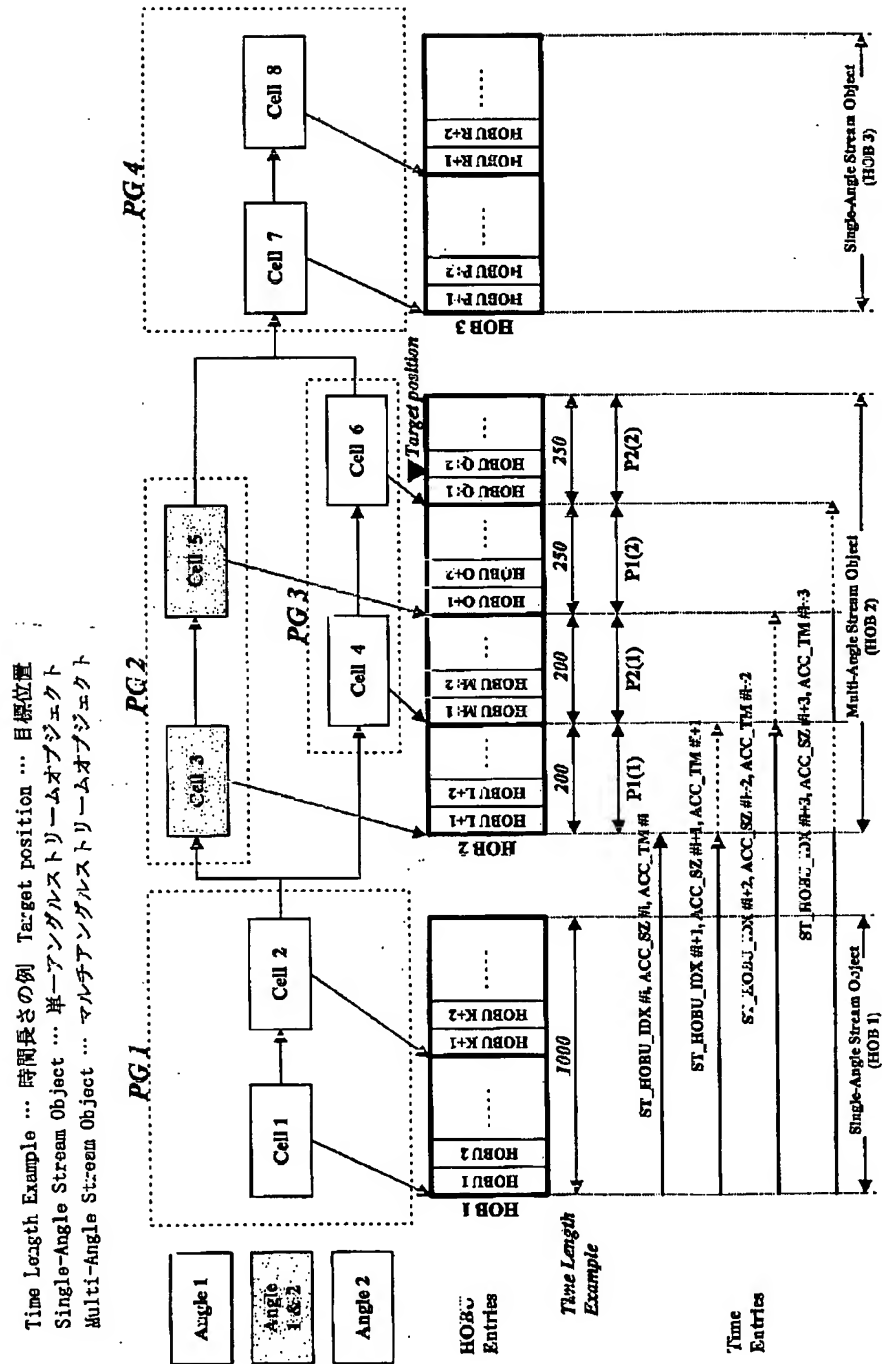 Time Length Example … 時間長さの例 Target position … 目標位置
Single-Angle Stream Object … 単一アングルストリームオブジェクト
Multi-Angle Stream Object … マルチアングルストリームオブジェクト
Angle 1
Angle
1 & 2
Angle 2
PG 1
Cell 1
Cell 2
PG 2
Cell 3
Cell 5
PG 3
Cell 4
Cell 6
PG 4
Cell 7
Cell 8
Target position
HOBU
Entries
HOB 1
HOBU 1
HOBU 2
......
HOBU K+1
HOBU K+2
......
HOB 2
HOBU L+1
HOBU L+2
...
HOBU M+1
HOBU M+2
...
HOBU O+1
HOBU O+2
...
HOBU Q+1
HOBU Q+2
...
HOB 3
HOBU P+1
HOBU P+2
......
HOBU R+1
HOBU R+2
......
Time Length
Example
1000
200
200
250
250
P1(1)
P2(1)
P1(2)
P2(2)
Time
Entries
ST_HOBU_IDX #i, ACC_SZ #i, ACC_TM #i
ST_HOBU_IDX #i+1, ACC_SZ #i+1, ACC_TM #i+1
ST_HOBU_IDX #i+2, ACC_SZ #i+2, ACC_TM #i+2
ST_HOBU_IDX #i+3, ACC_SZ #i+3, ACC_TM #i+3
Single-Angle Stream Object
(HOB 1)
Multi-Angle Stream Object
(HOB 2)
Single-Angle Stream Object
(HOB 3)